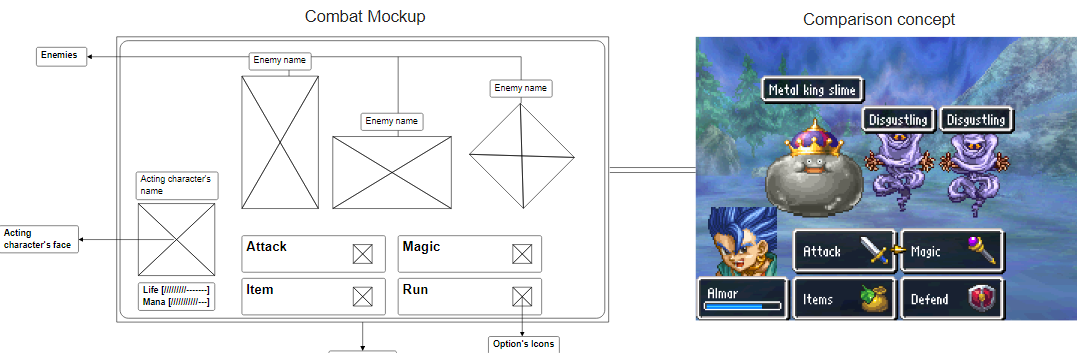 Combat Mockup
Comparison concept
Enemies
Enemy name
Enemy name
Enemy name
Acting character's
name
Acting
character's face
Attack
Magic
Item
Run
Life [/////////-------]
Mana [///////////---]
Option's Icons
Metal king slime
Disgustling
Disgustling
Attack
Magic
Almar
Items
Defend